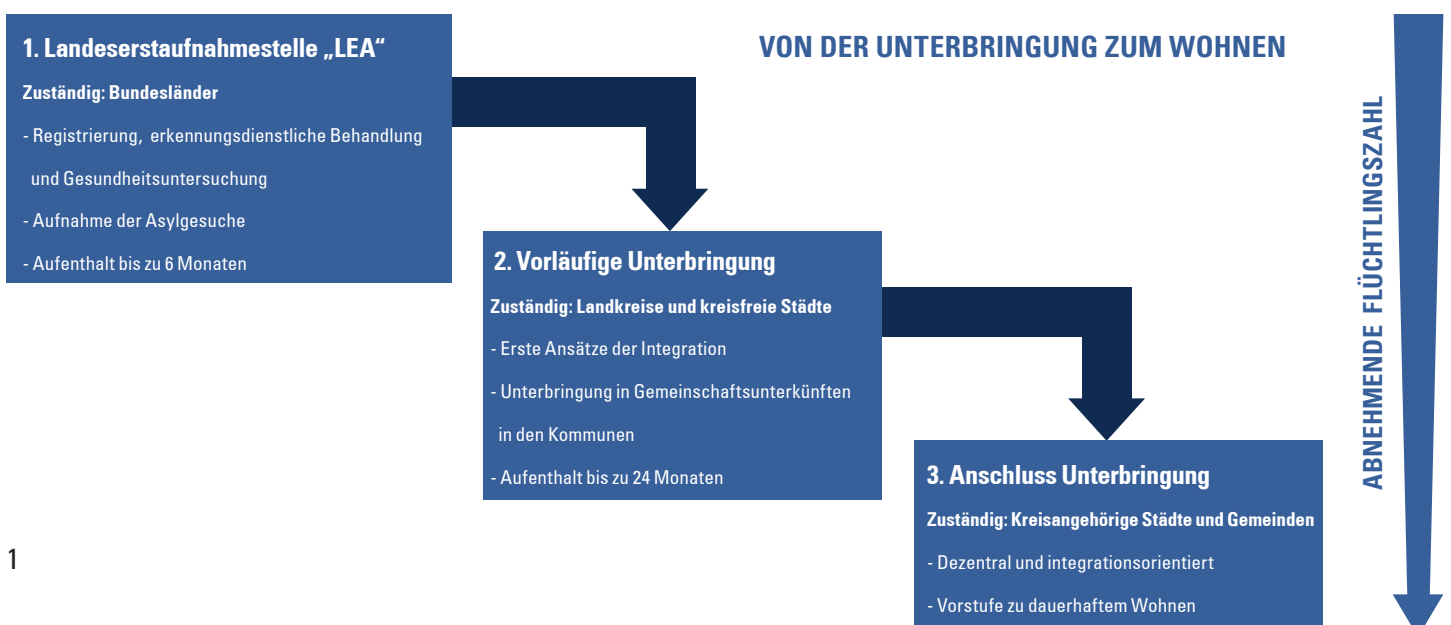 VON DER UNTERBRINGUNG ZUM WOHNEN
1. Landeserstaufnahmestelle „LEA“
Zuständig: Bundesländer
- Registrierung, erkennungsdienstliche Behandlung
und Gesundheitsuntersuchung
- Aufnahme der Asylgesuche
- Aufenthalt bis zu 6 Monaten
2. Vorläufige Unterbringung
Zuständig: Landkreise und kreisfreie Städte
- Erste Ansätze der Integration
- Unterbringung in Gemeinschaftsunterkünften
in den Kommunen
- Aufenthalt bis zu 24 Monaten
3. Anschluss Unterbringung
Zuständig: Kreisangehörige Städte und Gemeinden
- Dezentral und integrationsorientiert
- Vorstufe zu dauerhaftem Wohnen
ABNEHMENDE FLÜCHTLINGSZAHL
1